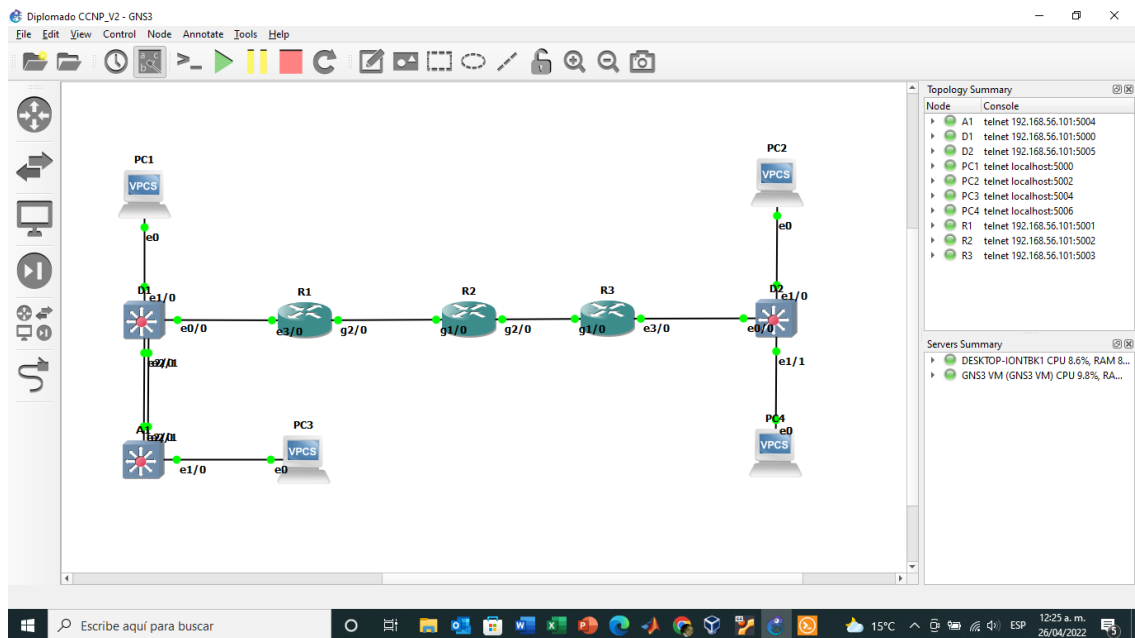 Diplomado CCNP_V2 - GNS3
File Edit View Control Node Annotate Tools Help
Topology Summary
Node Console
A1 telnet 192.168.56.101:5004
D1 telnet 192.168.56.101:5000
D2 telnet 192.168.56.101:5005
PC1 telnet localhost:5000
PC2 telnet localhost:5002
PC3 telnet localhost:5004
PC4 telnet localhost:5006
R1 telnet 192.168.56.101:5001
R2 telnet 192.168.56.101:5002
R3 telnet 192.168.56.101:5003
Servers Summary
DESKTOP-IONTBK1 CPU 8.6%, RAM 8...
GNS3 VM (GNS3 VM) CPU 9.8%, RA...
PC1
VPCS
e0
PC2
VPCS
e0
D1
e1/0
e0/0
R1
e3/0
g2/0
R2
g1/0
g2/0
R3
g1/0
e3/0
D2
e1/0
e0/0
e1/1
A1
e1/0
PC3
VPCS
e0
PC4
e0
VPCS
Escribe aquí para buscar
15°C
ESP
12:25 a. m.
26/04/2022
5